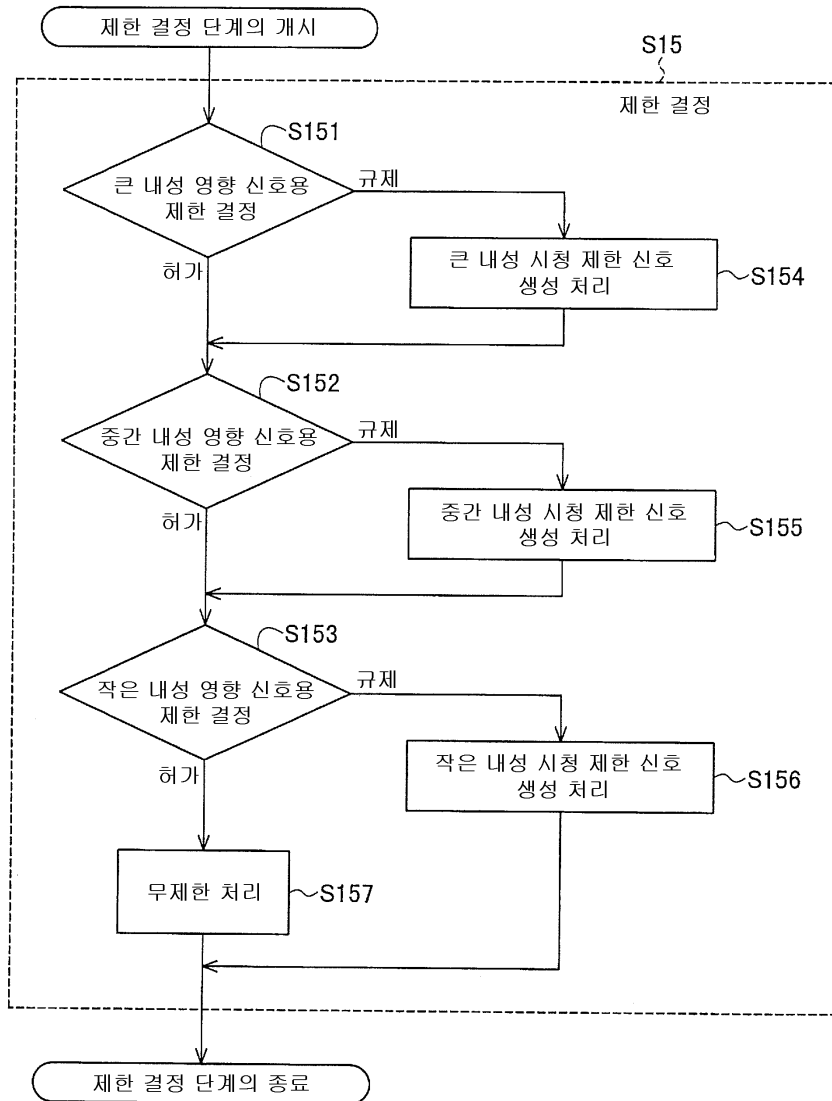 제한 결정 단계의 개시
S15
제한 결정
S151
큰 내성 영향 신호용
제한 결정
규제
허가
큰 내성 시청 제한 신호
생성 처리
S154
S152
중간 내성 영향 신호용
제한 결정
규제
허가
중간 내성 시청 제한 신호
생성 처리
S155
S153
작은 내성 영향 신호용
제한 결정
규제
허가
작은 내성 시청 제한 신호
생성 처리
S156
무제한 처리
S157
제한 결정 단계의 종료